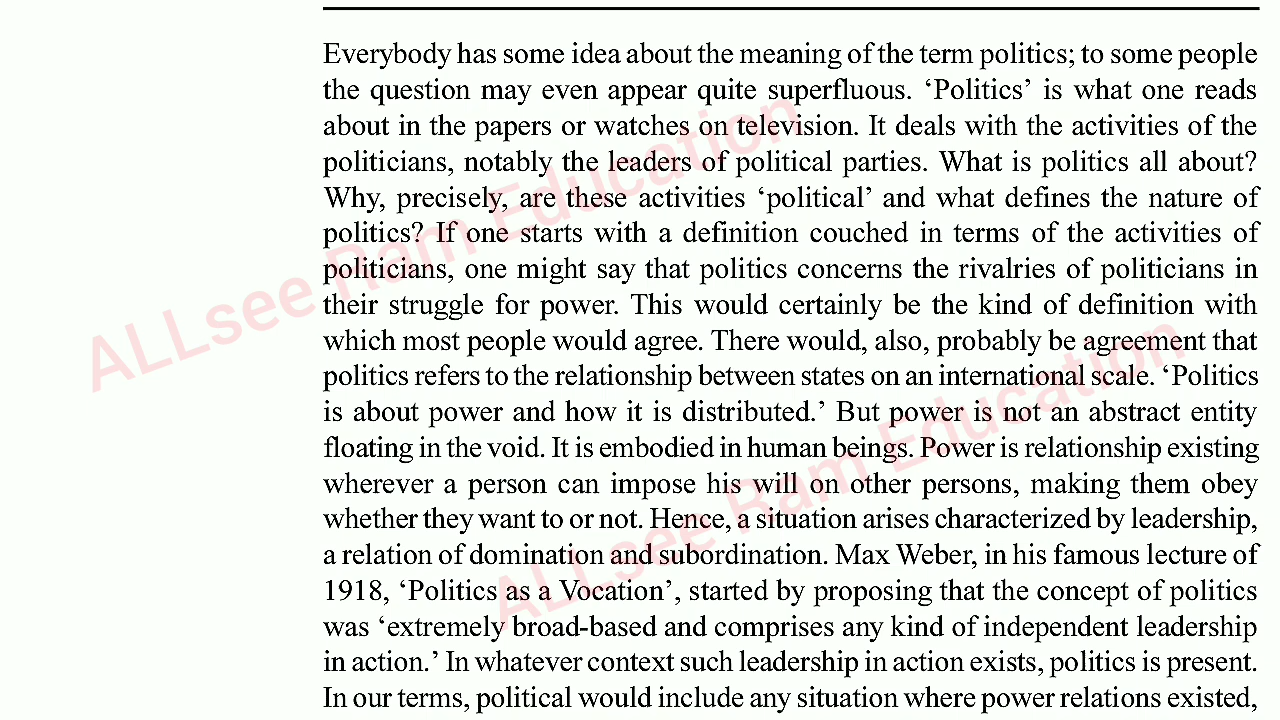 Everybody has some idea about the meaning of the term politics; to some people
the question may even appear quite superfluous. ‘Politics’ is what one reads
about in the papers or watches on television. It deals with the activities of the
politicians, notably the leaders of political parties. What is politics all about?
Why, precisely, are these activities ‘political’ and what defines the nature of
politics? If one starts with a definition couched in terms of the activities of
politicians, one might say that politics concerns the rivalries of politicians in
their struggle for power. This would certainly be the kind of definition with
which most people would agree. There would, also, probably be agreement that
politics refers to the relationship between states on an international scale. ‘Politics
is about power and how it is distributed.’ But power is not an abstract entity
floating in the void. It is embodied in human beings. Power is relationship existing
wherever a person can impose his will on other persons, making them obey
whether they want to or not. Hence, a situation arises characterized by leadership,
a relation of domination and subordination. Max Weber, in his famous lecture of
1918, ‘Politics as a Vocation’, started by proposing that the concept of politics
was ‘extremely broad-based and comprises any kind of independent leadership
in action.’ In whatever context such leadership in action exists, politics is present.
In our terms, political would include any situation where power relations existed,
ALLsee Ram Education
ALLsee Ram Education